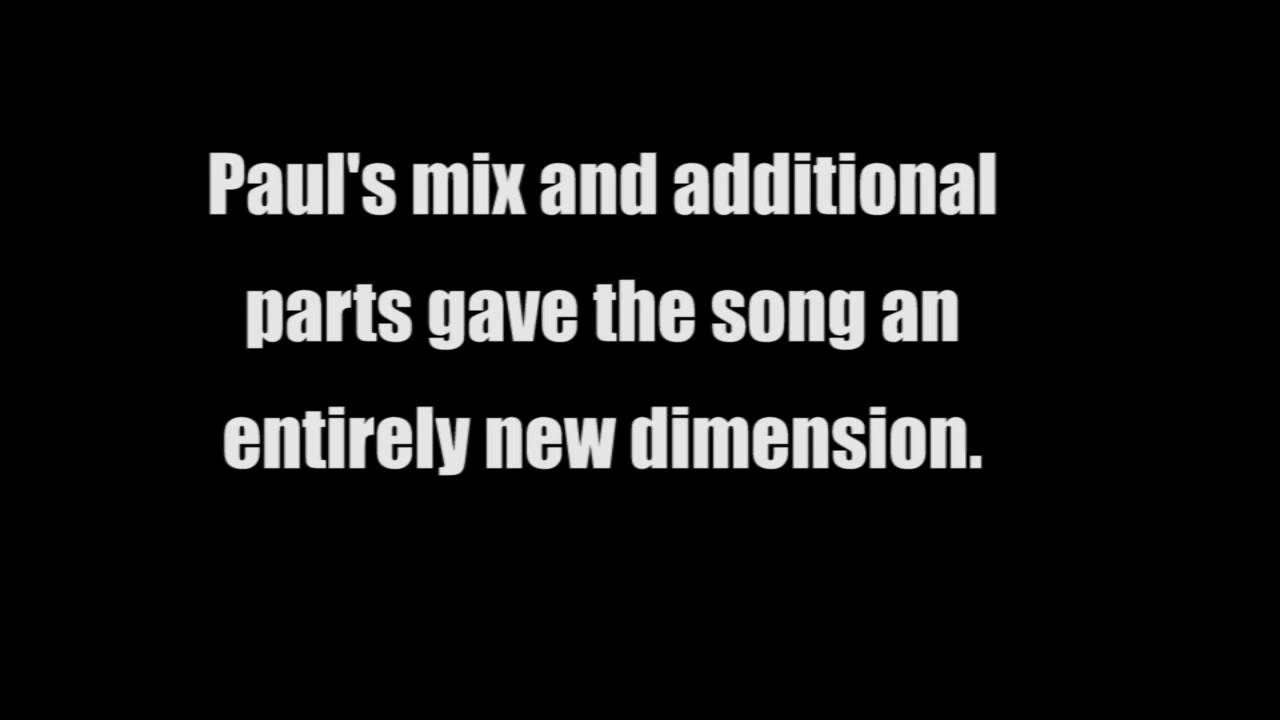 Paul's mix and additional
parts gave the song an
entirely new dimension.